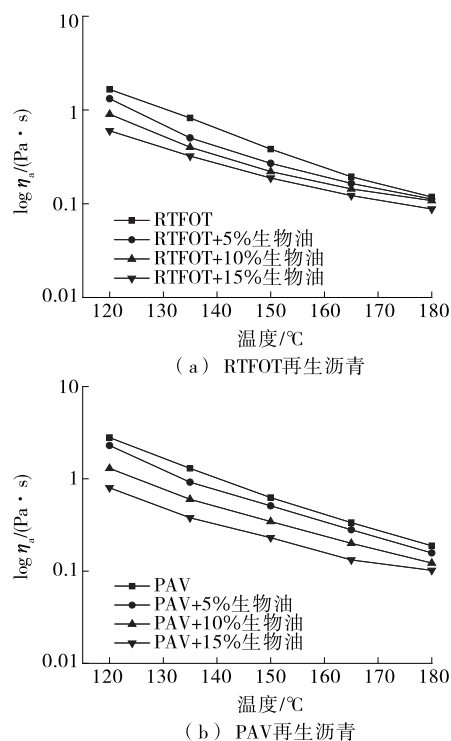 10
1
0.1
0.01
log ηa/(Pa·s)
RTFOT
RTFOT+5%生物油
RTFOT+10%生物油
RTFOT+15%生物油
120 130 140 150 160 170 180
温度/℃
(a) RTFOT再生沥青
10
1
0.1
0.01
log ηa/(Pa·s)
PAV
PAV+5%生物油
PAV+10%生物油
PAV+15%生物油
120 130 140 150 160 170 180
温度/℃
(b) PAV再生沥青